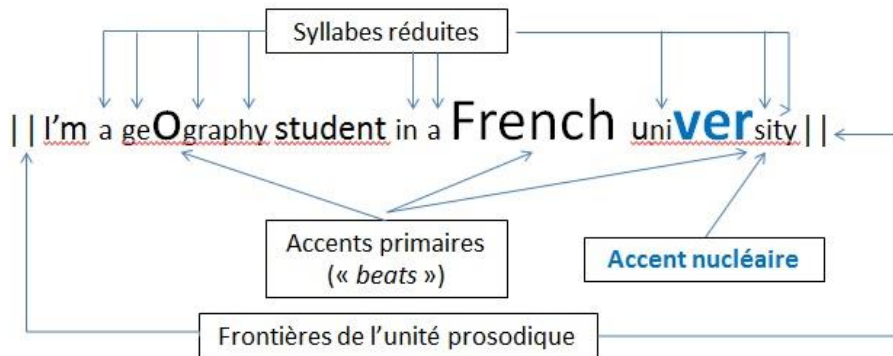 Syllabes réduites
||I'm a geOgraphy student in a French university||
Accents primaires
(« beats »)
Accent nucléaire
Frontières de l'unité prosodique